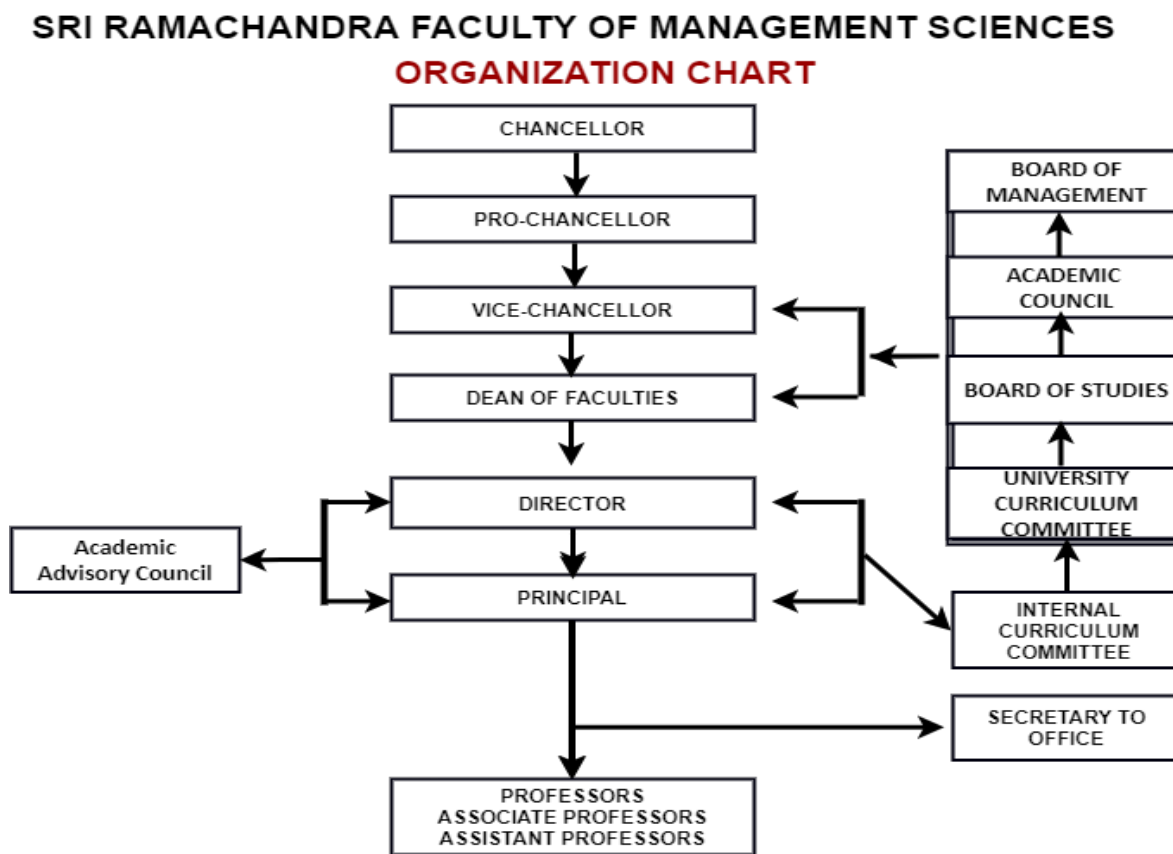 SRI RAMACHANDRA FACULTY OF MANAGEMENT SCIENCES
ORGANIZATION CHART
CHANCELLOR
PRO-CHANCELLOR
VICE-CHANCELLOR
DEAN OF FACULTIES
DIRECTOR
PRINCIPAL
PROFESSORS
ASSOCIATE PROFESSORS
ASSISTANT PROFESSORS
Academic
Advisory Council
BOARD OF
MANAGEMENT
ACADEMIC
COUNCIL
BOARD OF STUDIES
UNIVERSITY
CURRICULUM
COMMITTEE
INTERNAL
CURRICULUM
COMMITTEE
SECRETARY TO
OFFICE